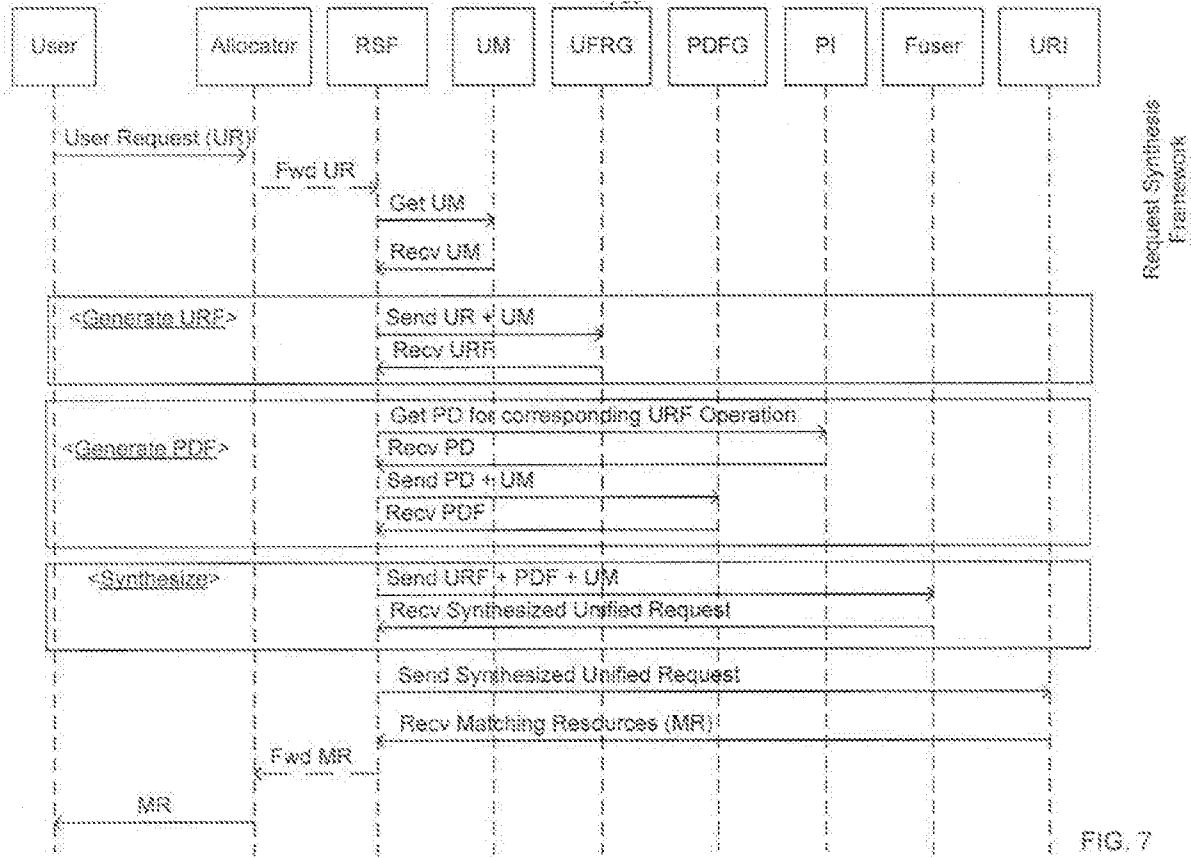 User Allocator RSF UM UFRG PDFG PI Fuser URI
User Request (UR)
Fwd UR
Get UM
Recv UM
<Generate URF>
Send UR + UM
Recv URF
<Generate PDF>
Get PD for corresponding URF Operation
Recv PD
Send PD + UM
Recv PDF
<Synthesize>
Send URF + PDF + UM
Recv Synthesized Unified Request
Send Synthesized Unified Request
Recv Matching Resources (MR)
Fwd MR
MR
Request Synthesis
Framework
FIG. 7